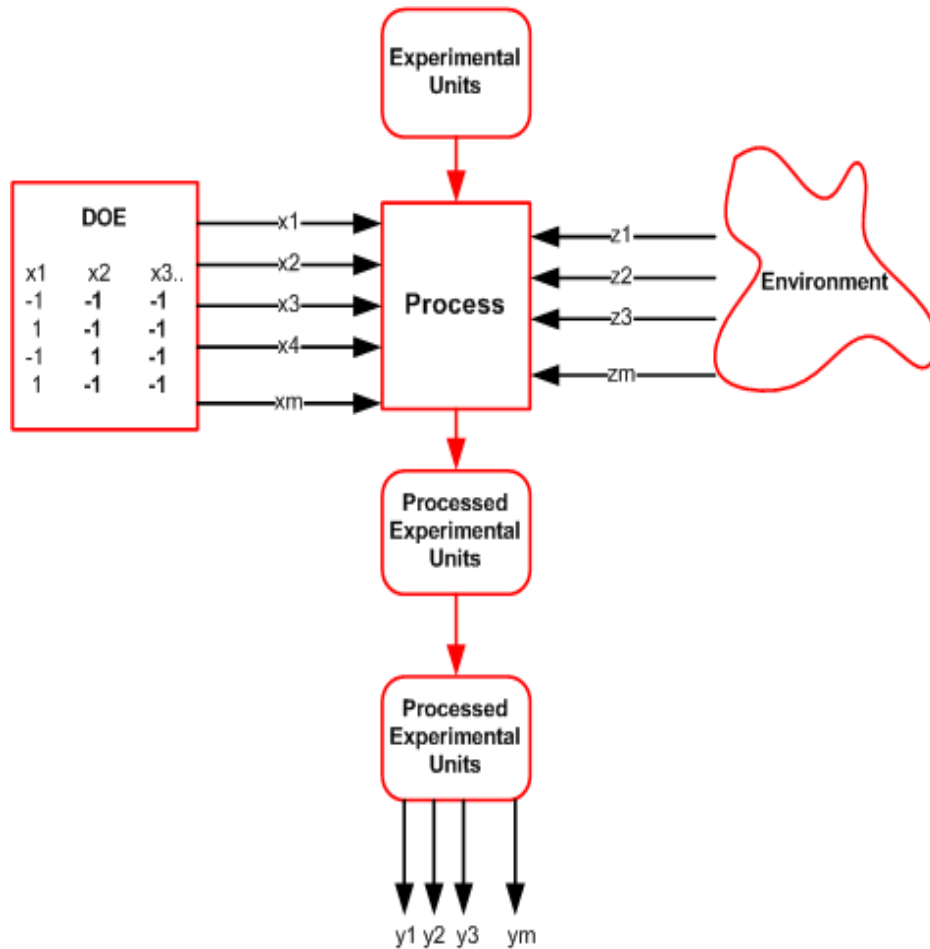 Experimental
Units
DOE
x1 x2 x3..
-1 -1 -1
1 -1 -1
-1 1 -1
1 -1 -1
x1
x2
x3
x4
xm
Process
z1
z2
z3
zm
Environment
Processed
Experimental
Units
Processed
Experimental
Units
y1 y2 y3 ym